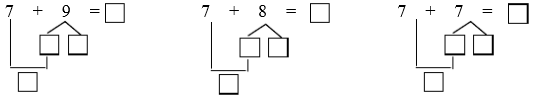 7 + 9 = 7 + 8 = 7 + 7 =